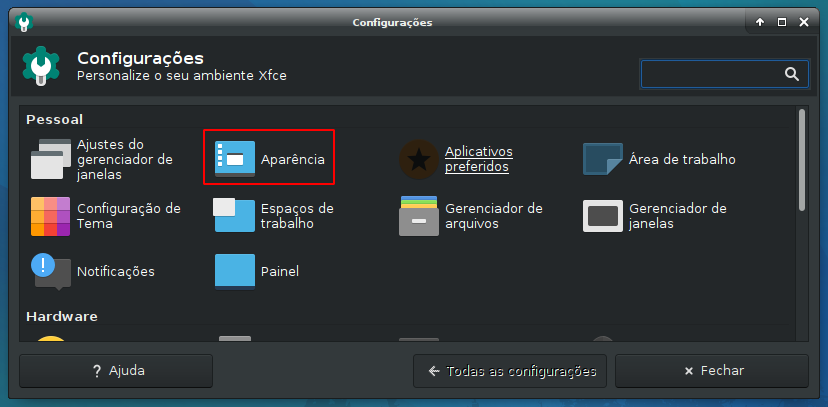 Configurações
Configurações
Personalize o seu ambiente Xfce
Pessoal
Ajustes do
gerenciador de
janelas
Aparência
Aplicativos
preferidos
Área de trabalho
Configuração de
Tema
Espaços de
trabalho
Gerenciador de
arquivos
Gerenciador de
janelas
Notificações
Painel
Hardware
? Ajuda
Todas as configurações
Fechar